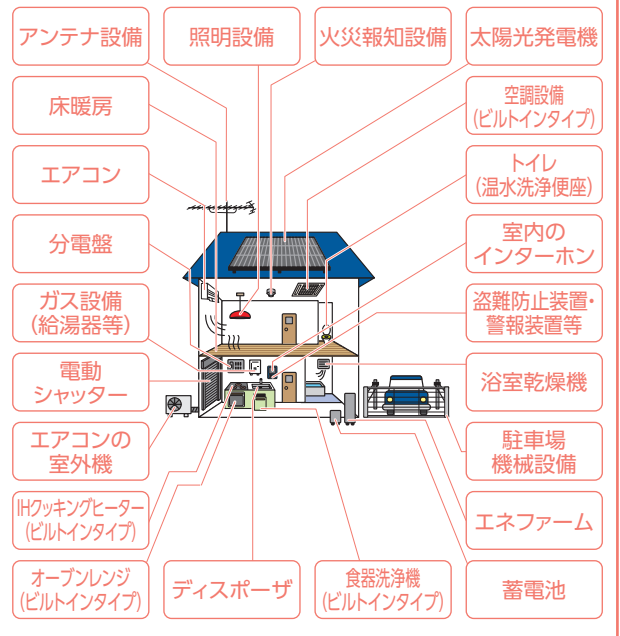 アンテナ設備
照明設備
火災報知設備
太陽光発電機
床暖房
空調設備
(ビルトインタイプ)
エアコン
トイレ
(温水洗浄便座)
分電盤
室内の
インターホン
ガス設備
(給湯器等)
盗難防止装置・
警報装置等
電動
シャッター
浴室乾燥機
エアコンの
室外機
駐車場
機械設備
IHクッキングヒーター
(ビルトインタイプ)
エネファーム
オーブンレンジ
(ビルトインタイプ)
ディスポーザ
食器洗浄機
(ビルトインタイプ)
蓄電池